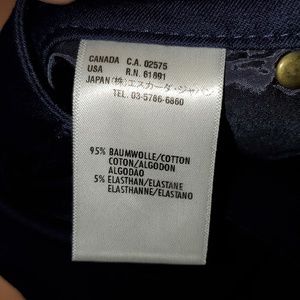 CANADA C.A. 02575
USA R.N. 61891
JAPAN (株)エスカーダ・ジャパン
TEL. 03-5786-6860
95% BAUMWOLLE/COTTON
COTON/ALGODON
ALGODÃO
5% ELASTHAN/ELASTANE
ELASTHANNE/ELASTANO